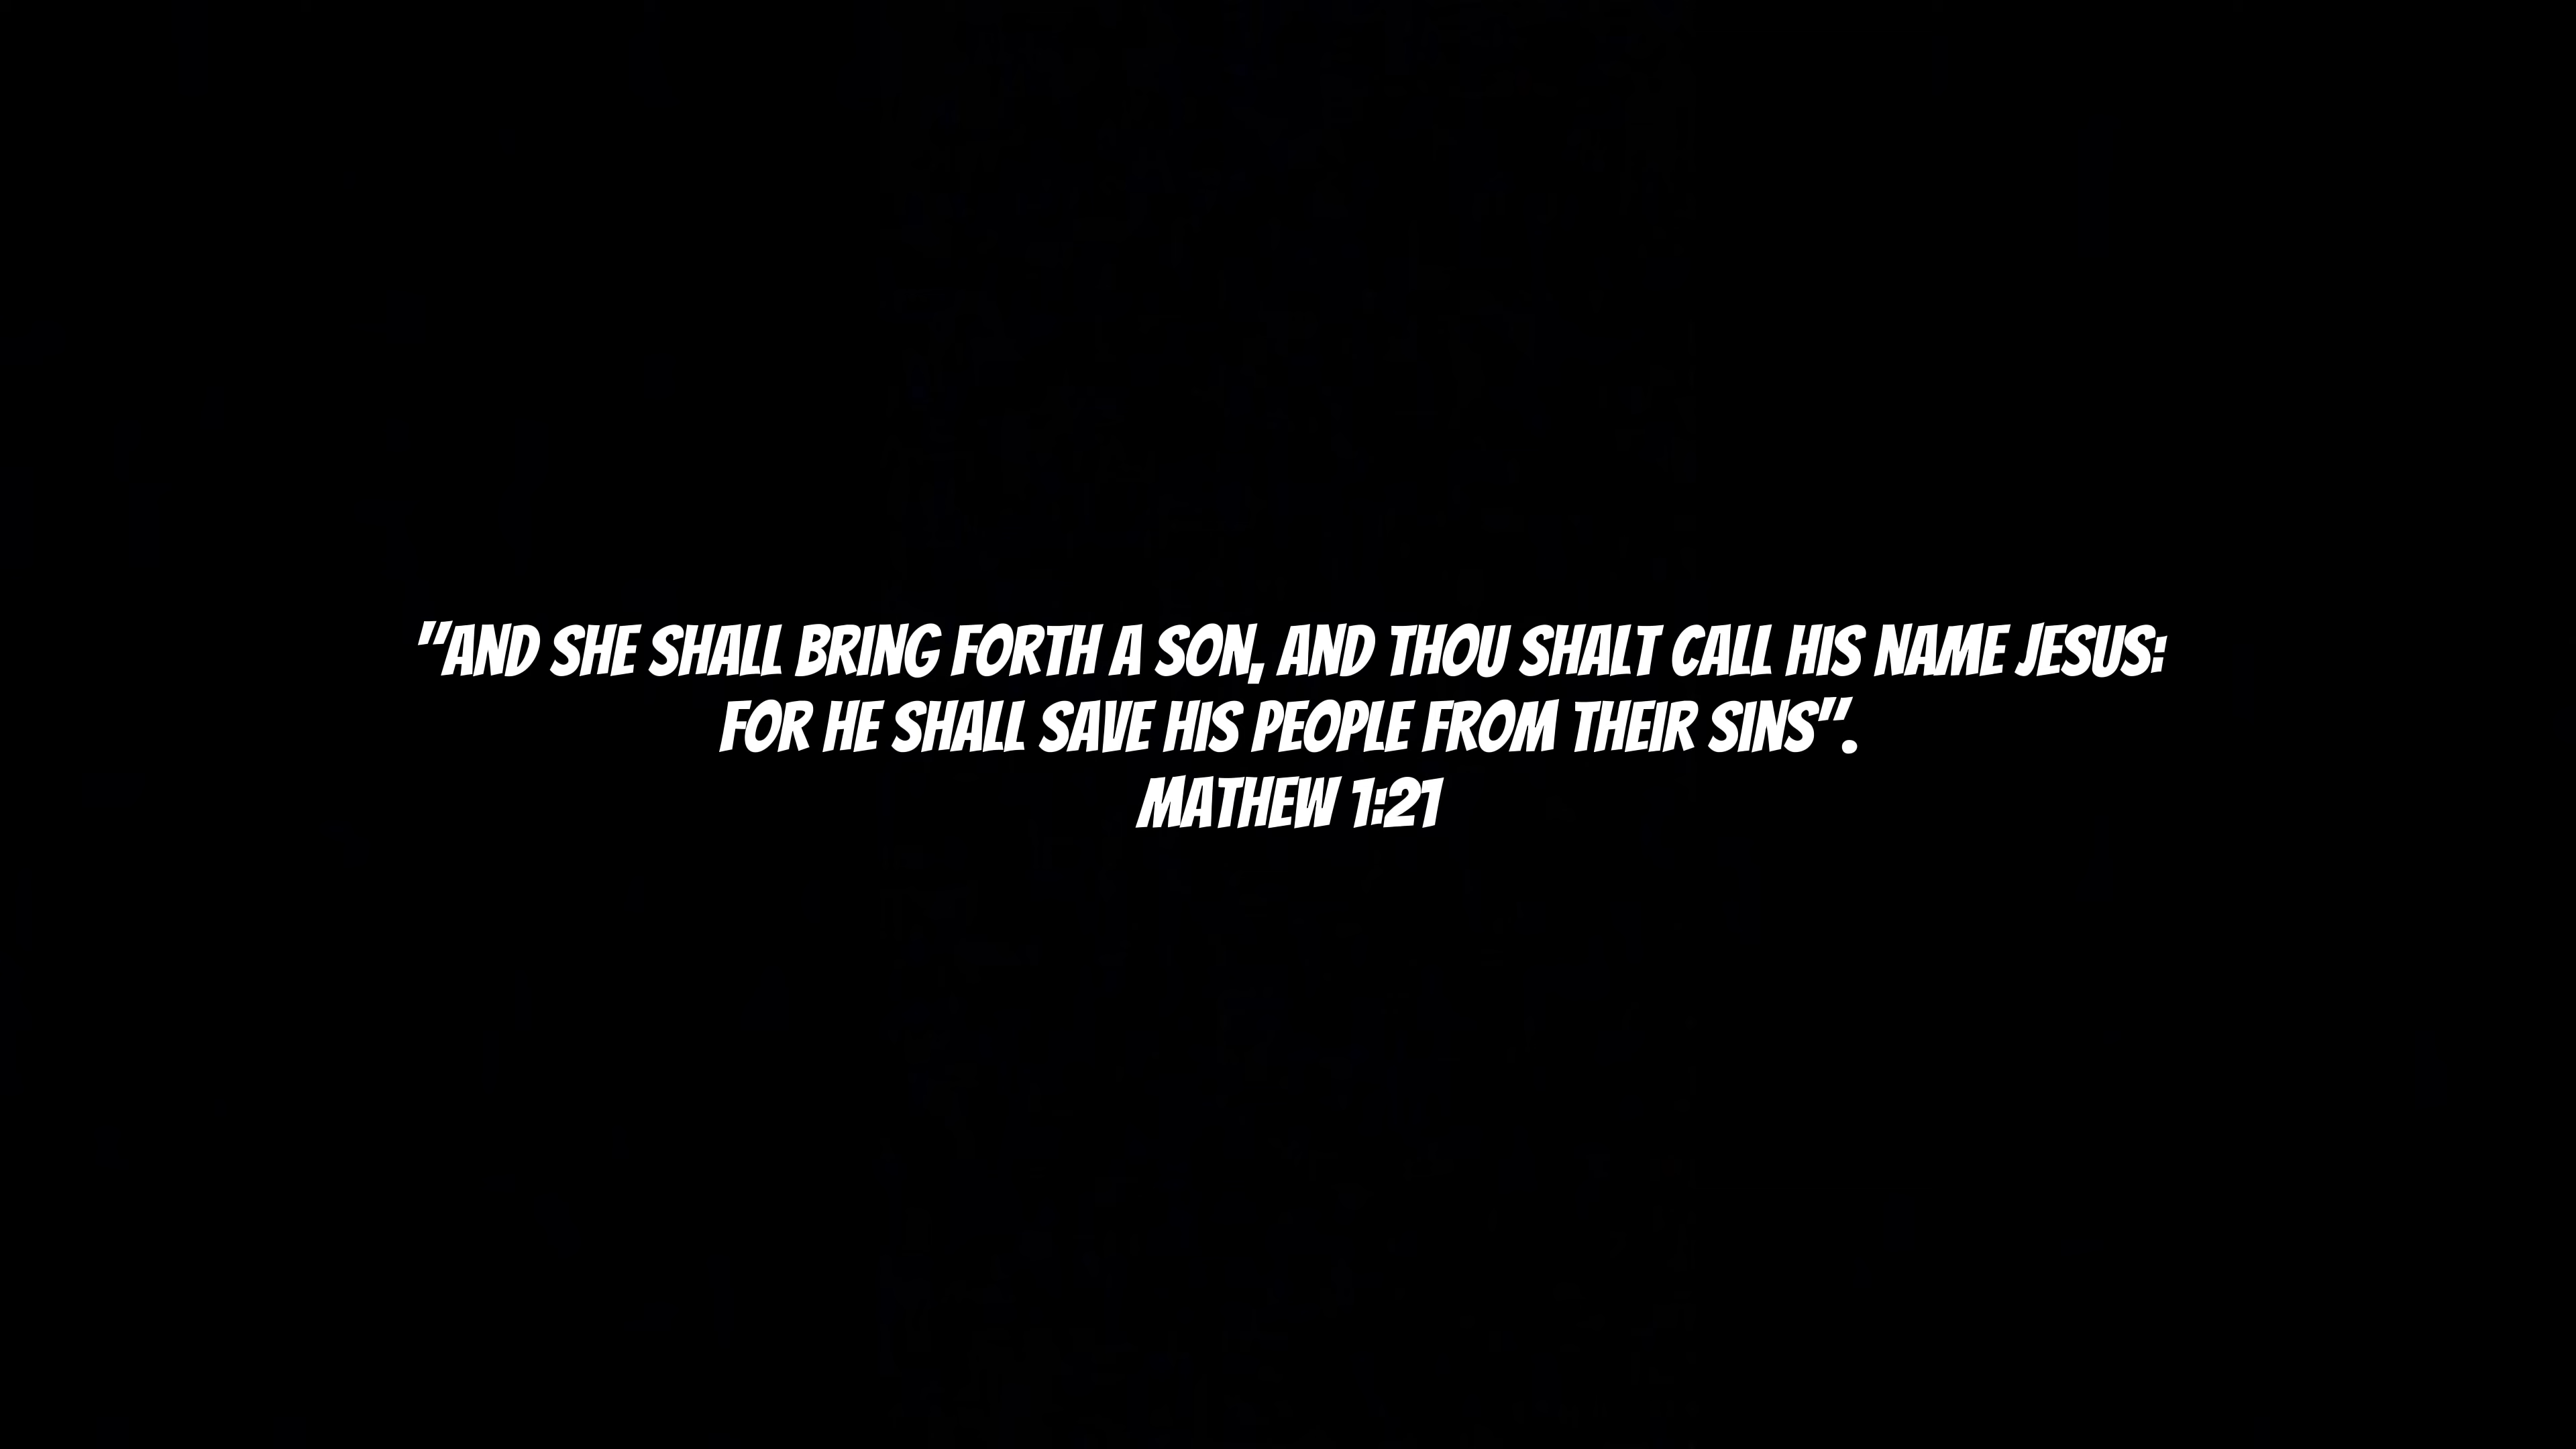 "AND SHE SHALL BRING FORTH A SON, AND THOU SHALT CALL HIS NAME JESUS:
FOR HE SHALL SAVE HIS PEOPLE FROM THEIR SINS".
MATHEW 1:21